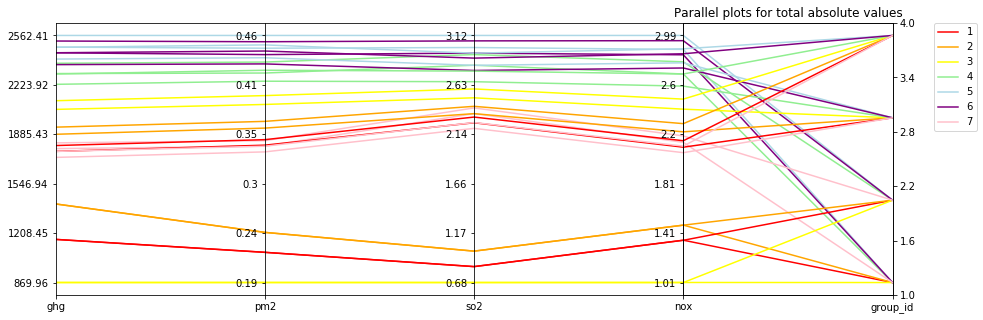 Parallel plots for total absolute values
2562.41 0.46 3.12 2.99 4.0
2223.92 0.41 2.63 2.6 3.4
1885.43 0.35 2.14 2.2 2.8
1546.94 0.3 1.66 1.81 2.2
1208.45 0.24 1.17 1.41 1.6
869.96 0.19 0.68 1.01 1.0
ghg pm2 so2 nox group_id
1
2
3
4
5
6
7